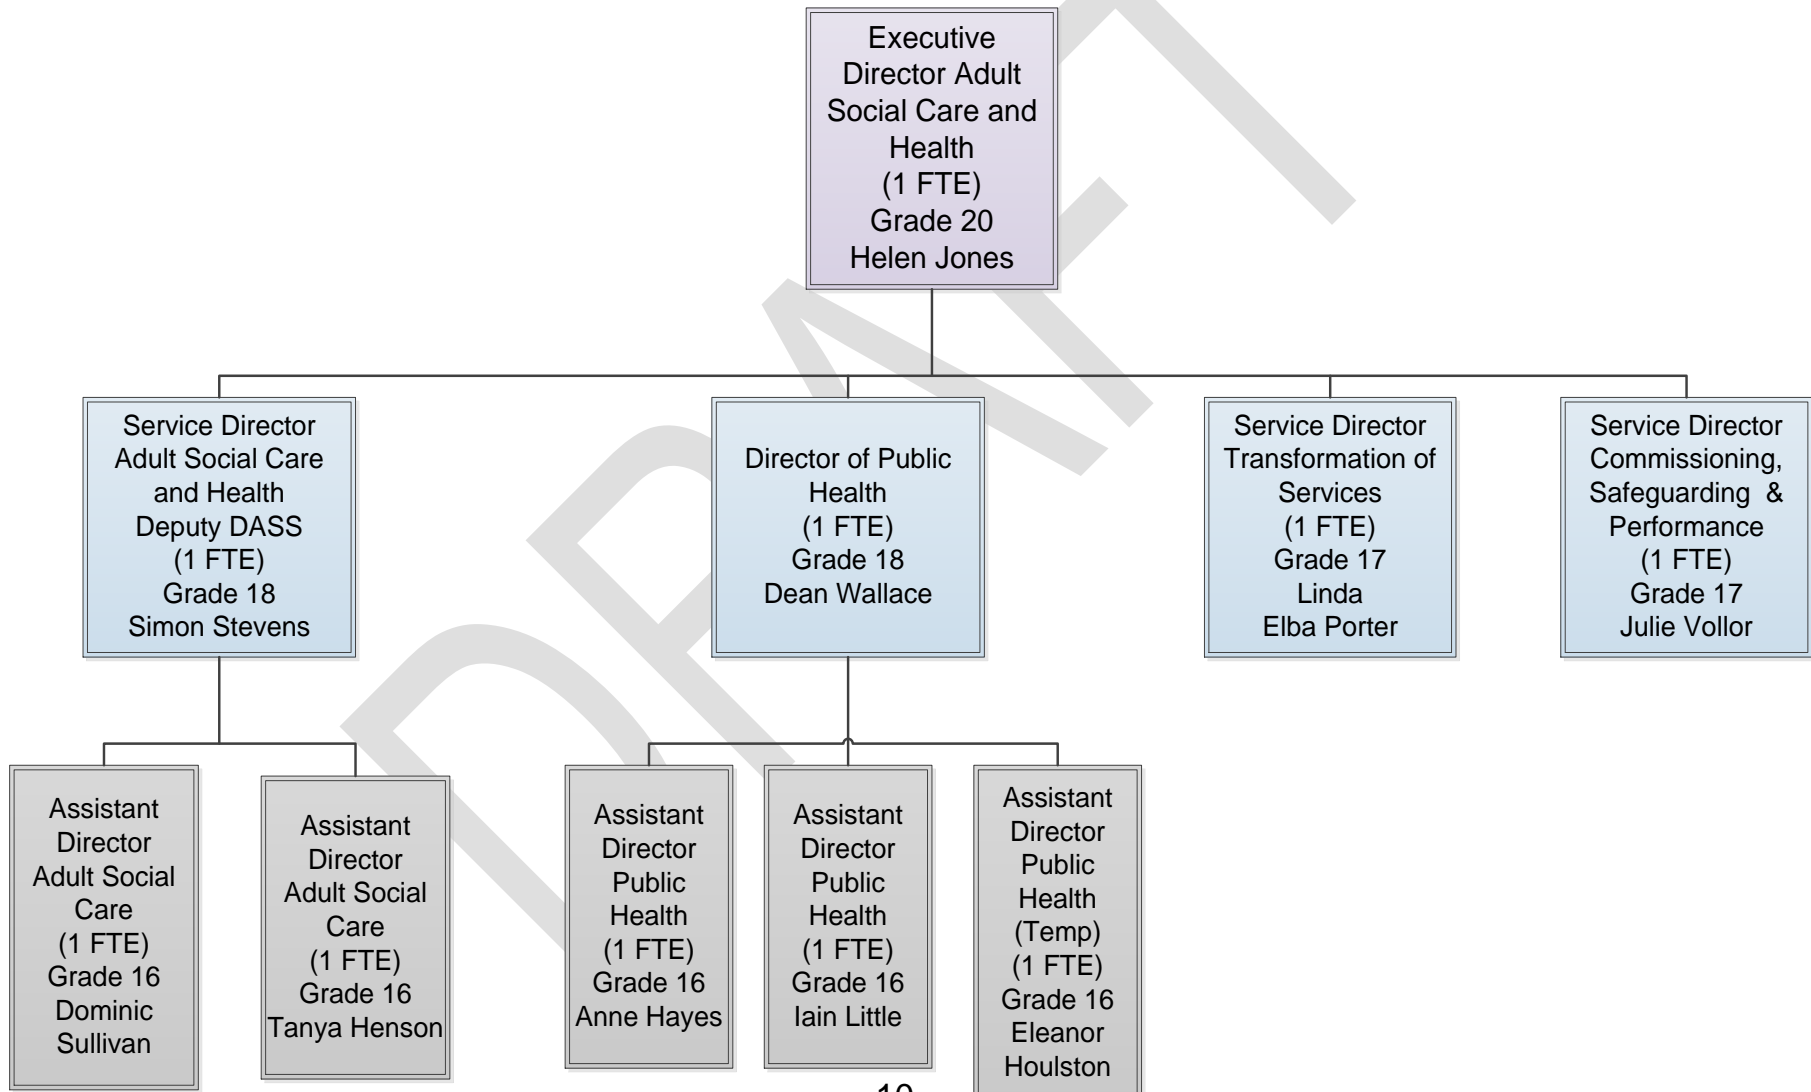 Executive
Director Adult
Social Care and
Health
(1 FTE)
Grade 20
Helen Jones
Service Director
Adult Social Care
and Health
Deputy DASS
(1 FTE)
Grade 18
Simon Stevens
Director of Public
Health
(1 FTE)
Grade 18
Dean Wallace
Service Director
Transformation of
Services
(1 FTE)
Grade 17
Linda
Elba Porter
Service Director
Commissioning,
Safeguarding &
Performance
(1 FTE)
Grade 17
Julie Vollor
Assistant
Director
Adult Social
Care
(1 FTE)
Grade 16
Dominic
Sullivan
Assistant
Director
Adult Social
Care
(1 FTE)
Grade 16
Tanya Henson
Assistant
Director
Public
Health
(1 FTE)
Grade 16
Anne Hayes
Assistant
Director
Public
Health
(1 FTE)
Grade 16
Iain Little
Assistant
Director
Public
Health
(Temp)
(1 FTE)
Grade 16
Eleanor
Houlston
DRAFT